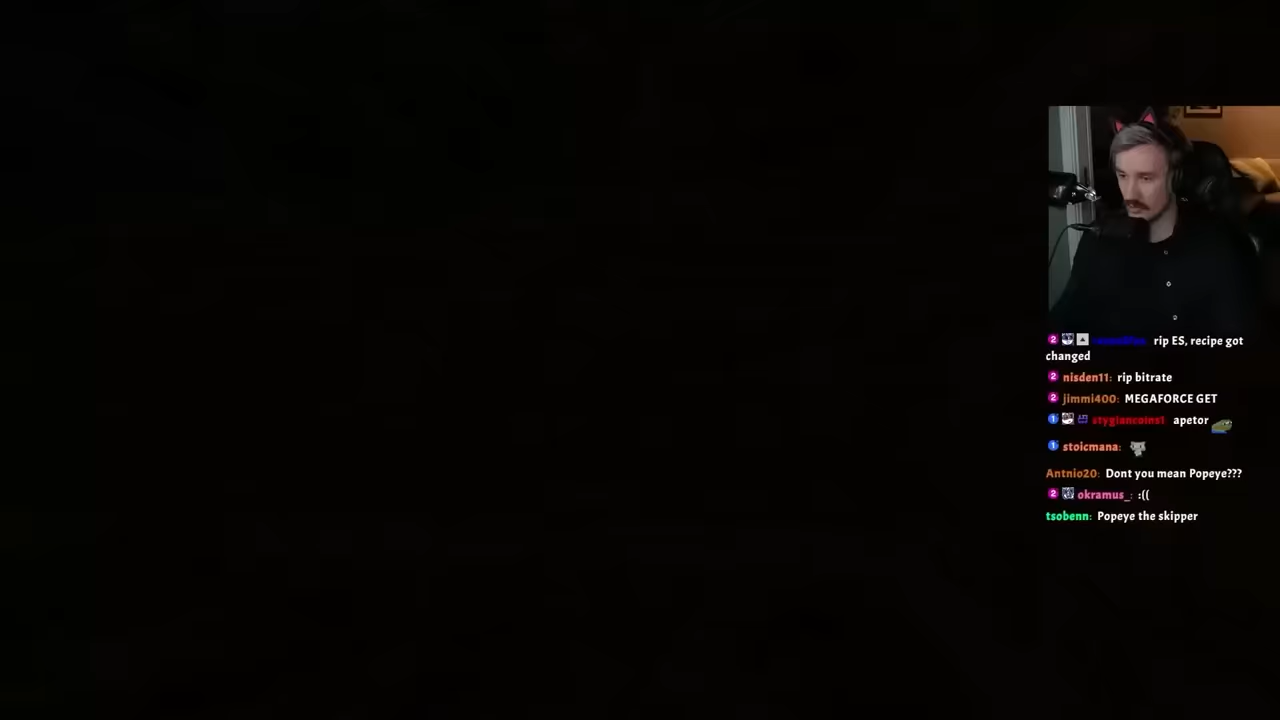 rip ES, recipe got
changed
nisden11: rip bitrate
jimmi400: MEGAFORCE GET
stygiancoins1 apetor
stoicmana:
Antnio20: Dont you mean Popeye???
okramus_: :((
tsobenn: Popeye the skipper